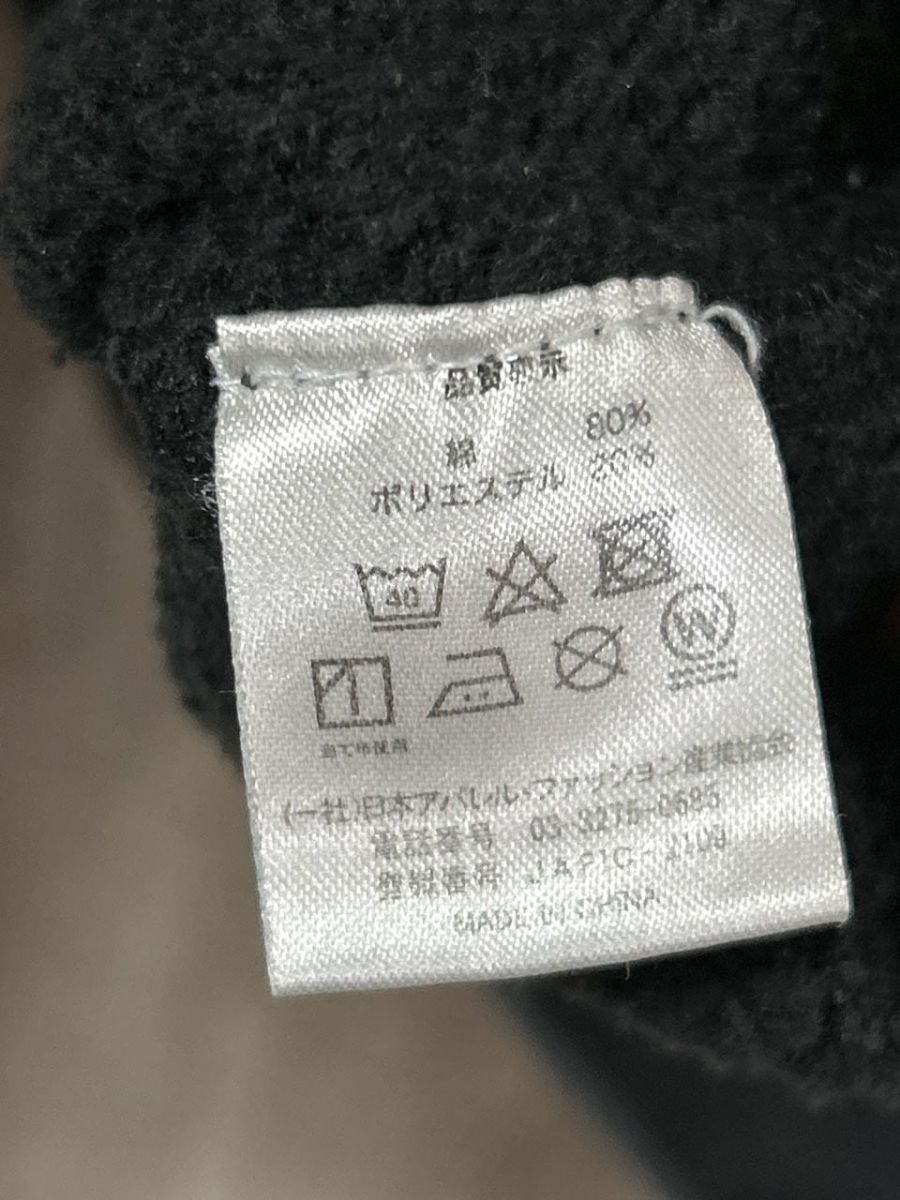 品質表示
綿 80%
ポリエステル 20%
40
W
当て布使用
(一社)日本アパレル・ファッション産業協会
電話番号 03-3275-0685
登録番号 JAPIC-
MADE IN CHINA